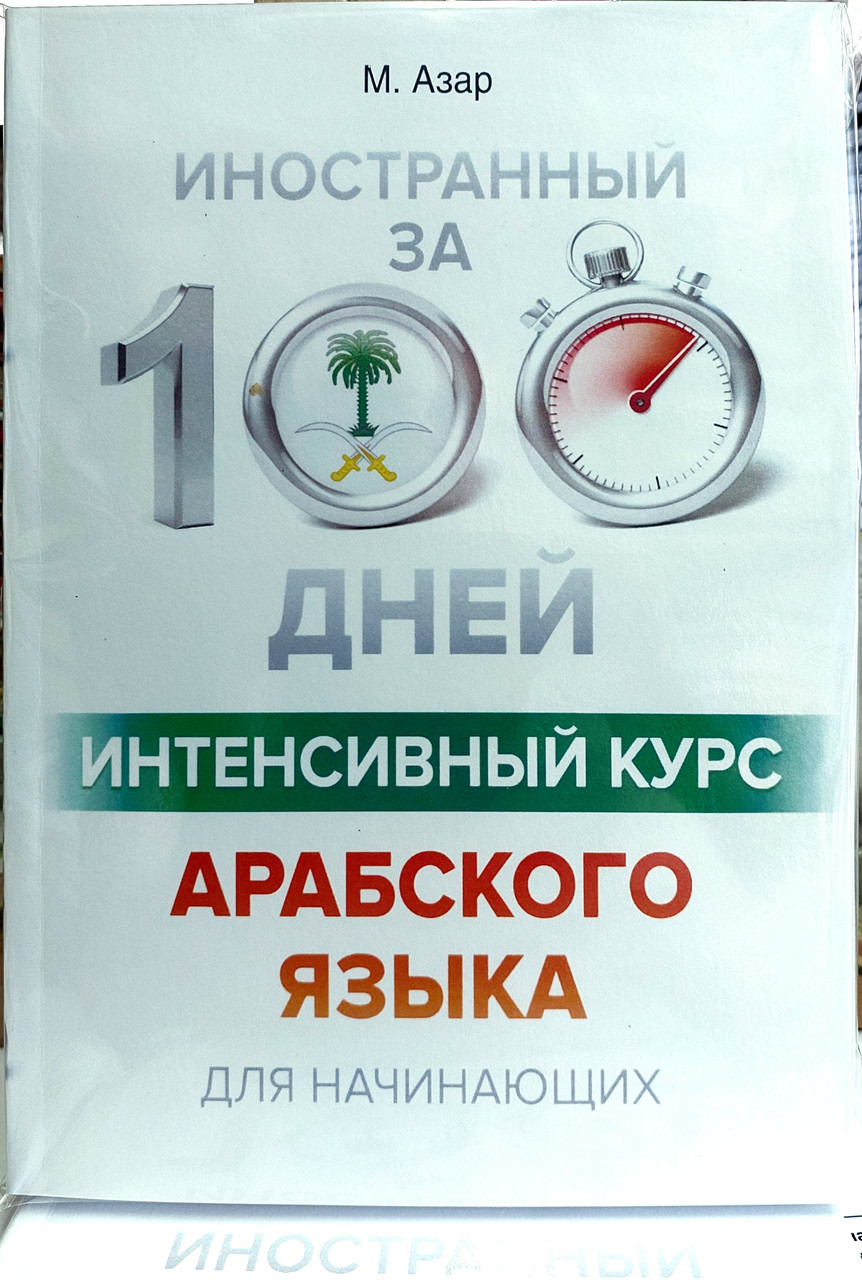 М. Азар
ИНОСТРАННЫЙ
ЗА
100
ДНЕЙ
ИНТЕНСИВНЫЙ КУРС
АРАБСКОГО
ЯЗЫКА
ДЛЯ НАЧИНАЮЩИХ
ИНОСТРАННЫЙ